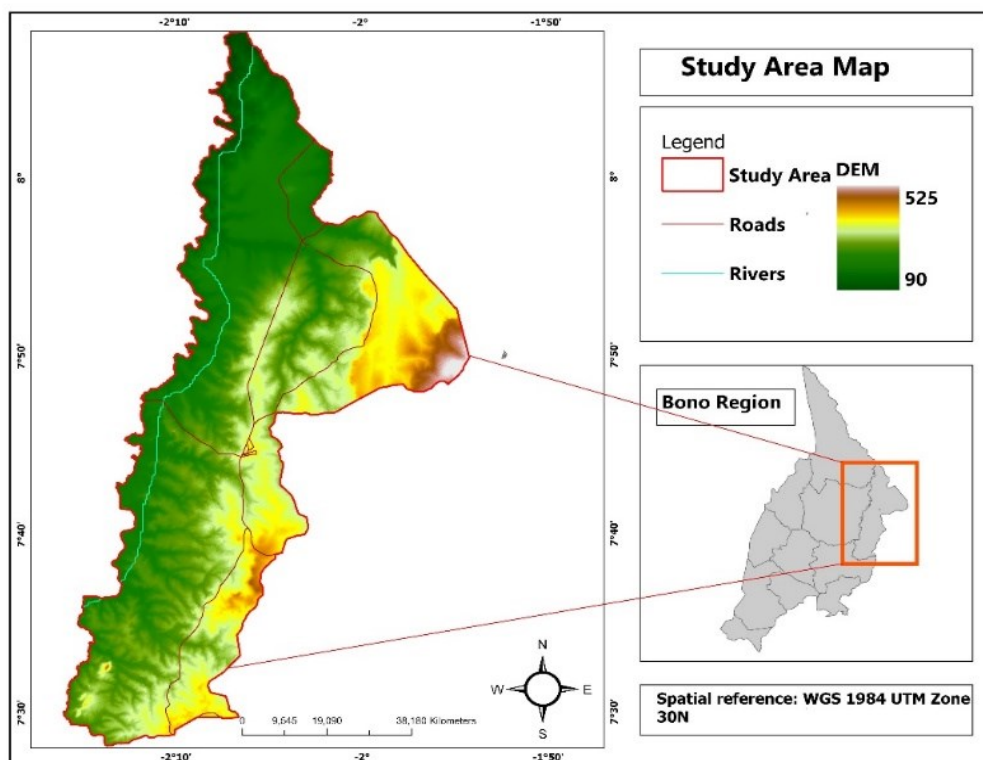 -2°10'
-2°
-1°50'
Study Area Map
Legend
Study Area
Roads
Rivers
DEM
525
90
8°
8°
7°50'
7°50'
Bono Region
7°40'
7°40'
7°30'
7°30'
N
W
E
S
0 9,545 19,090 38,180 Kilometers
Spatial reference: WGS 1984 UTM Zone
30N
-2°10'
-2°
-1°50'